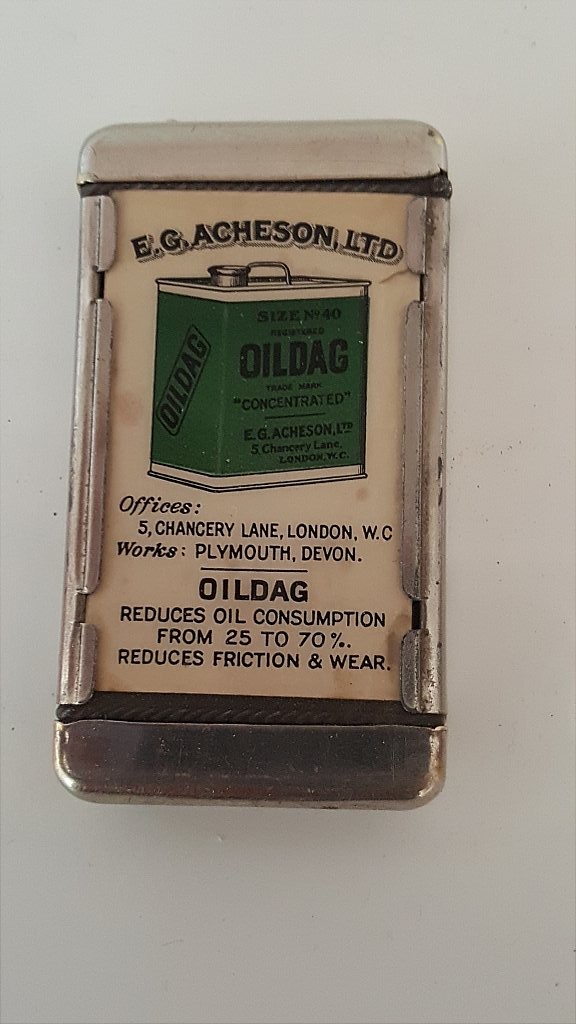 E.G. ACHESON, LTD
SIZE Nº 40
REGISTERED
OILDAG
TRADE MARK
"CONCENTRATED"
E.G. ACHESON, LTD
5, Chancery Lane,
LONDON, W.C.
OILDAG
Offices:
5, CHANCERY LANE, LONDON, W.C
Works: PLYMOUTH, DEVON.
OILDAG
REDUCES OIL CONSUMPTION
FROM 25 TO 70%.
REDUCES FRICTION & WEAR.